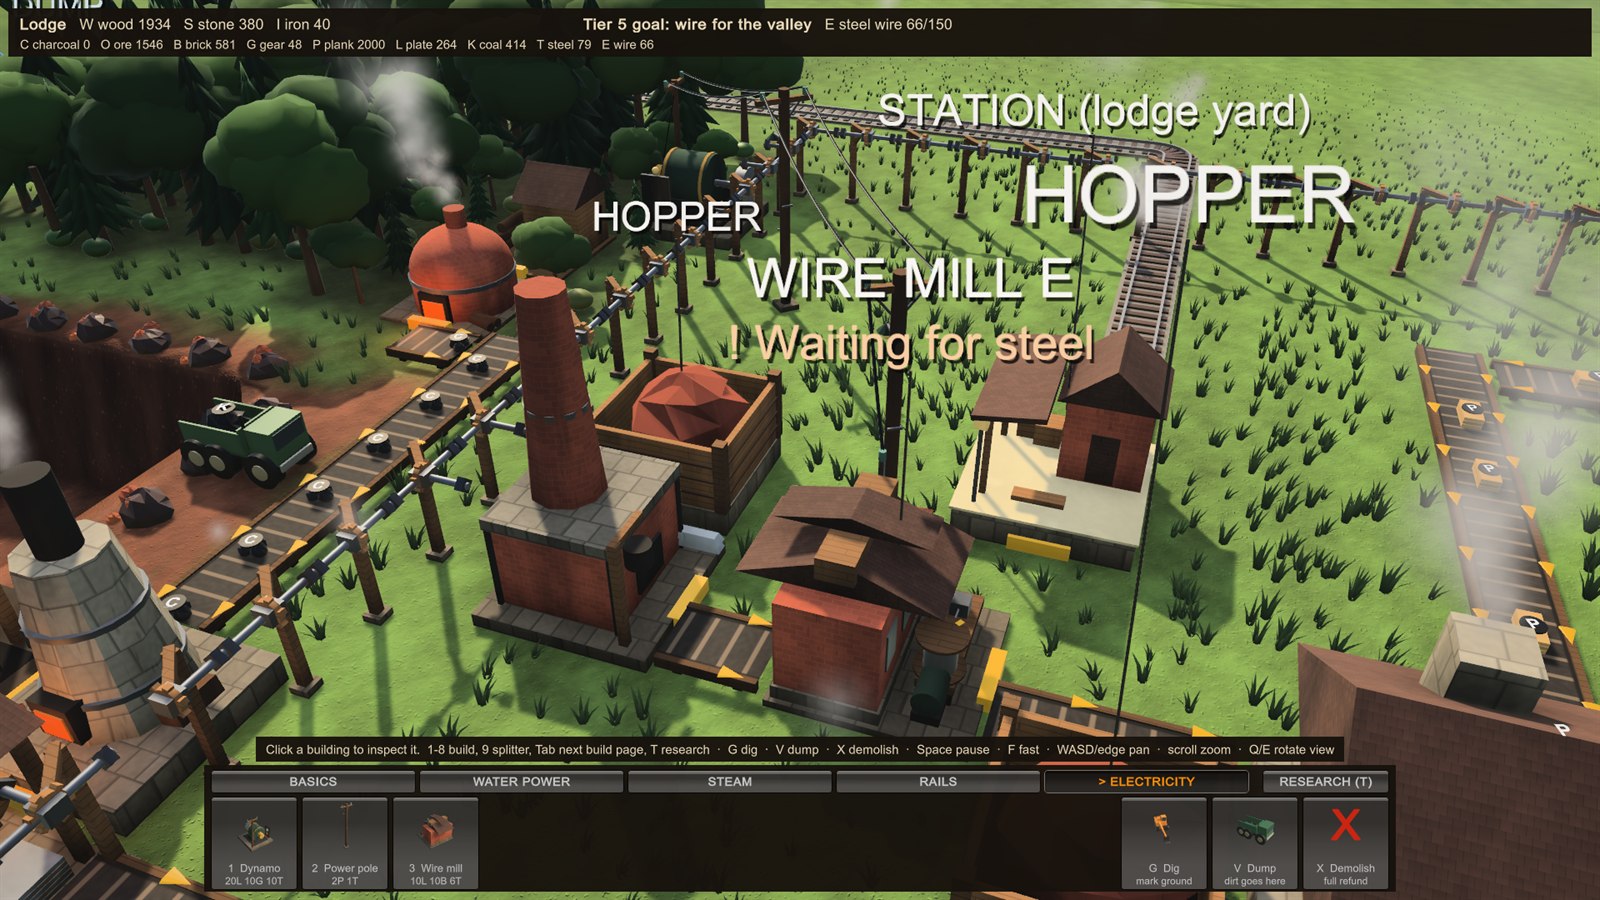 DUMP
Lodge W wood 1934 S stone 380 I iron 40
Tier 5 goal: wire for the valley E steel wire 66/150
C charcoal 0 O ore 1546 B brick 581 G gear 48 P plank 2000 L plate 264 K coal 414 T steel 79 E wire 66
STATION (lodge yard)
HOPPER
HOPPER
WIRE MILL E
! Waiting for steel
C
C
C
C
C
P
P
P
P
Click a building to inspect it. 1-8 build, 9 splitter, Tab next build page, T research · G dig · V dump · X demolish · Space pause · F fast · WASD/edge pan · scroll zoom · Q/E rotate view
BASICS
WATER POWER
STEAM
RAILS
> ELECTRICITY
RESEARCH (T)
1 Dynamo
20L 10G 10T
2 Power pole
2P 1T
3 Wire mill
10L 10B 6T
G Dig
mark ground
V Dump
dirt goes here
X Demolish
full refund